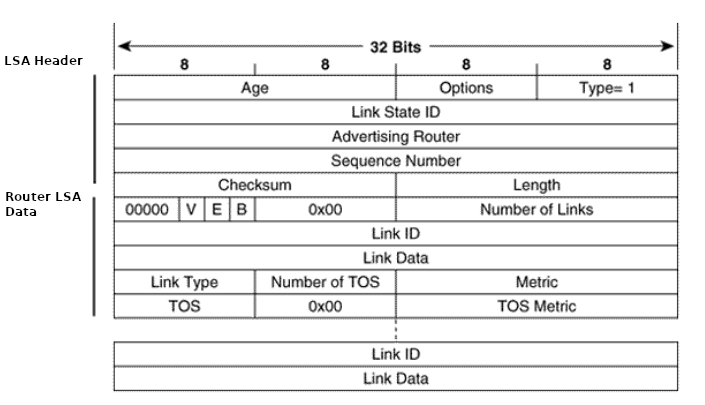 32 Bits
LSA Header
8 8 8 8
Age Options Type= 1
Link State ID
Advertising Router
Sequence Number
Checksum Length
Router LSA
Data
00000 V E B 0x00 Number of Links
Link ID
Link Data
Link Type Number of TOS Metric
TOS 0x00 TOS Metric
Link ID
Link Data